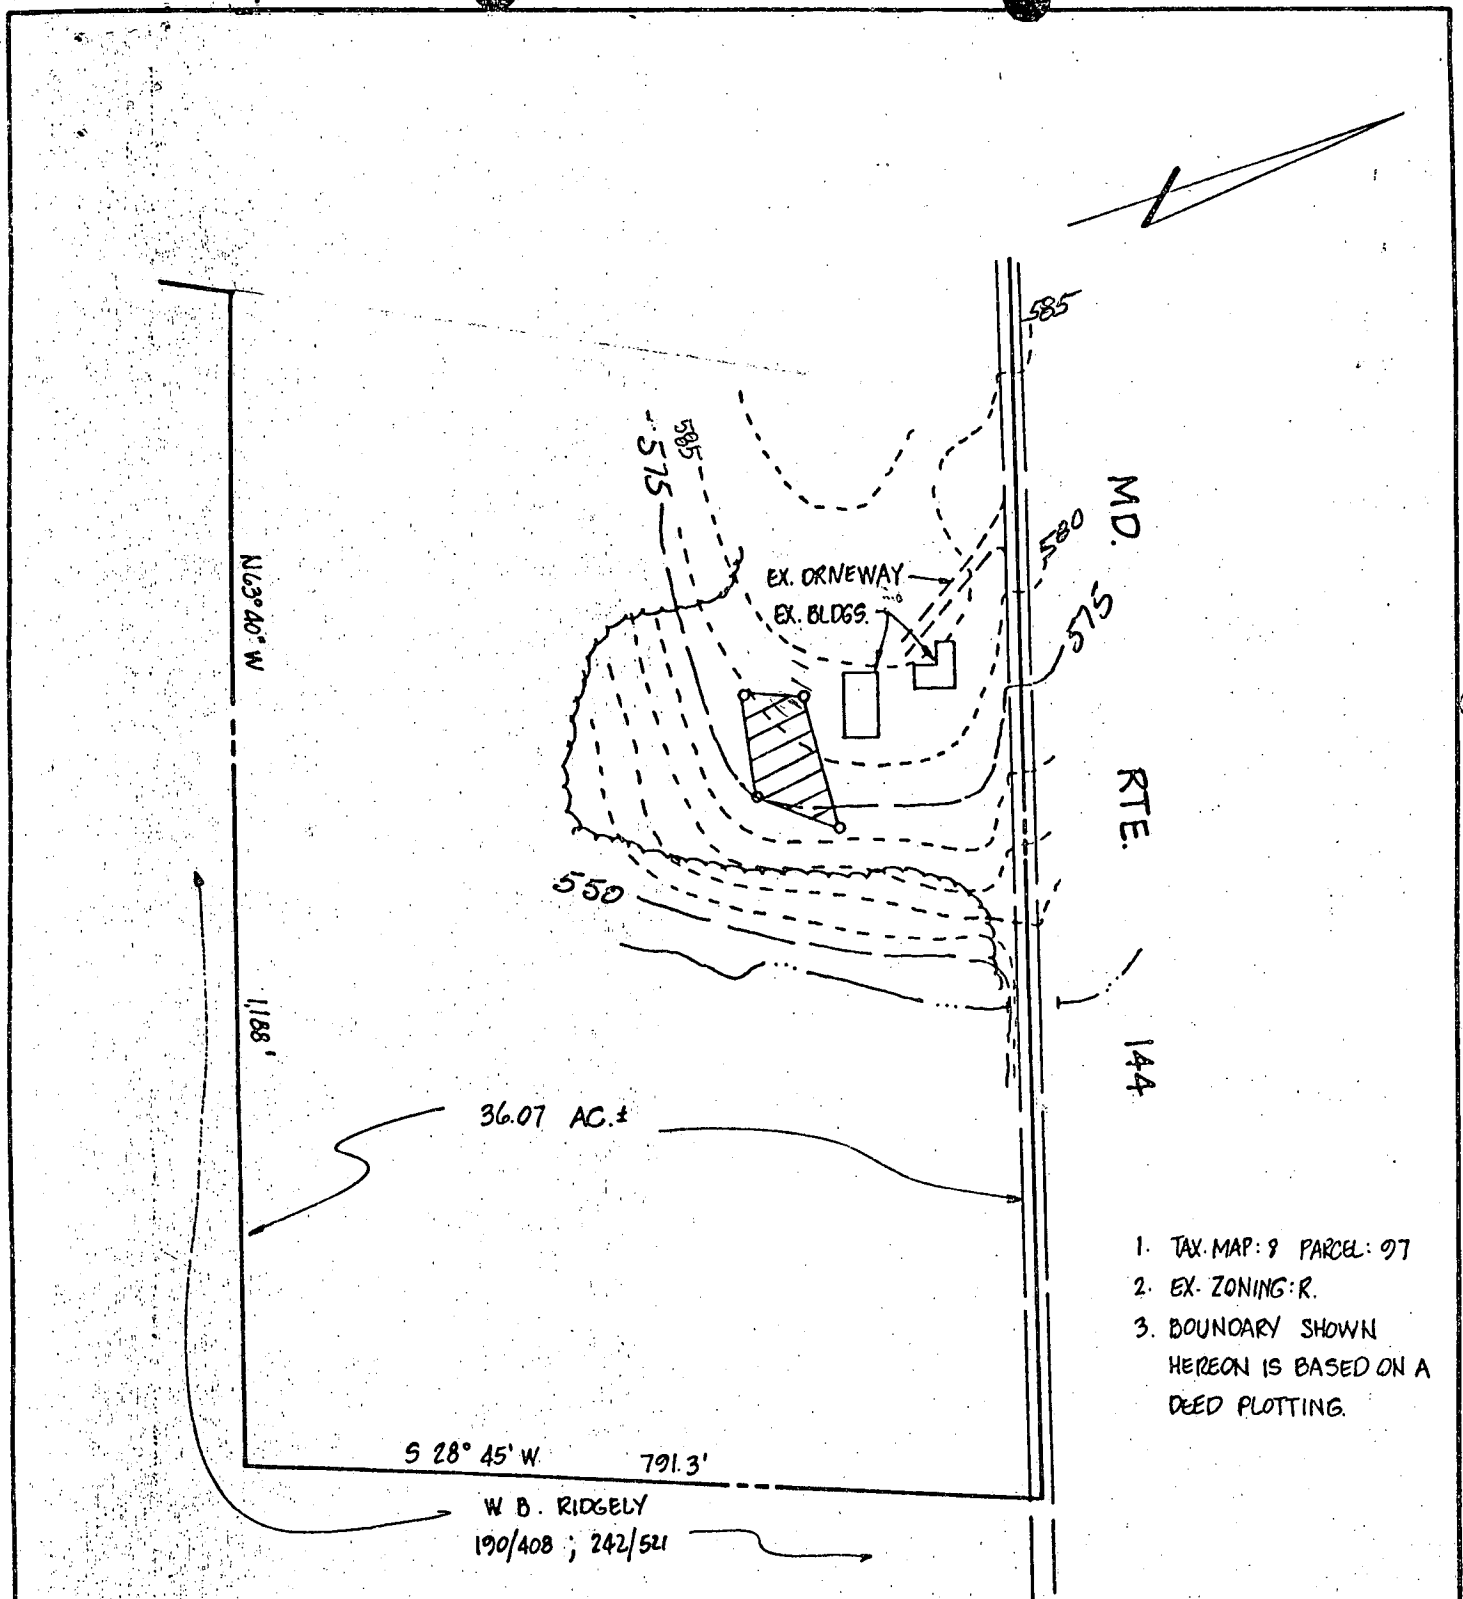 585
575
585
MD.
580
EX. DRIVEWAY
EX. BLDGS.
575
N63°40' W
RTE.
550
1,188'
144
36.07 AC.±
1. TAX. MAP: 8 PARCEL: 97
2. EX. ZONING: R.
3. BOUNDARY SHOWN
HEREON IS BASED ON A
DEED PLOTTING.
S 28° 45' W. 791.3'
W B. RIDGELY
190/408 ; 242/521